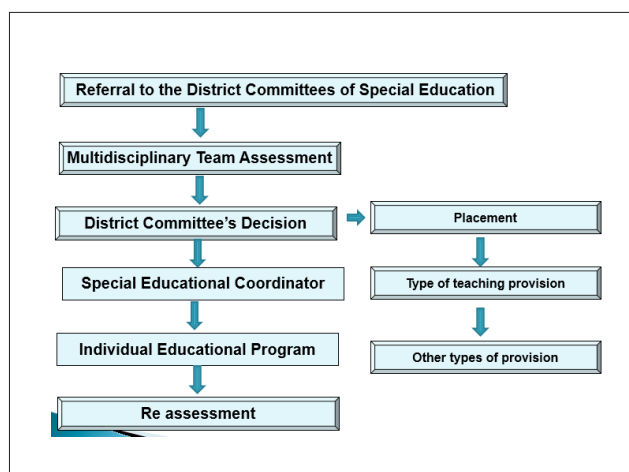 Referral to the District Committees of Special Education
Multidisciplinary Team Assessment
District Committee's Decision
Placement
Special Educational Coordinator
Type of teaching provision
Individual Educational Program
Other types of provision
Re assessment